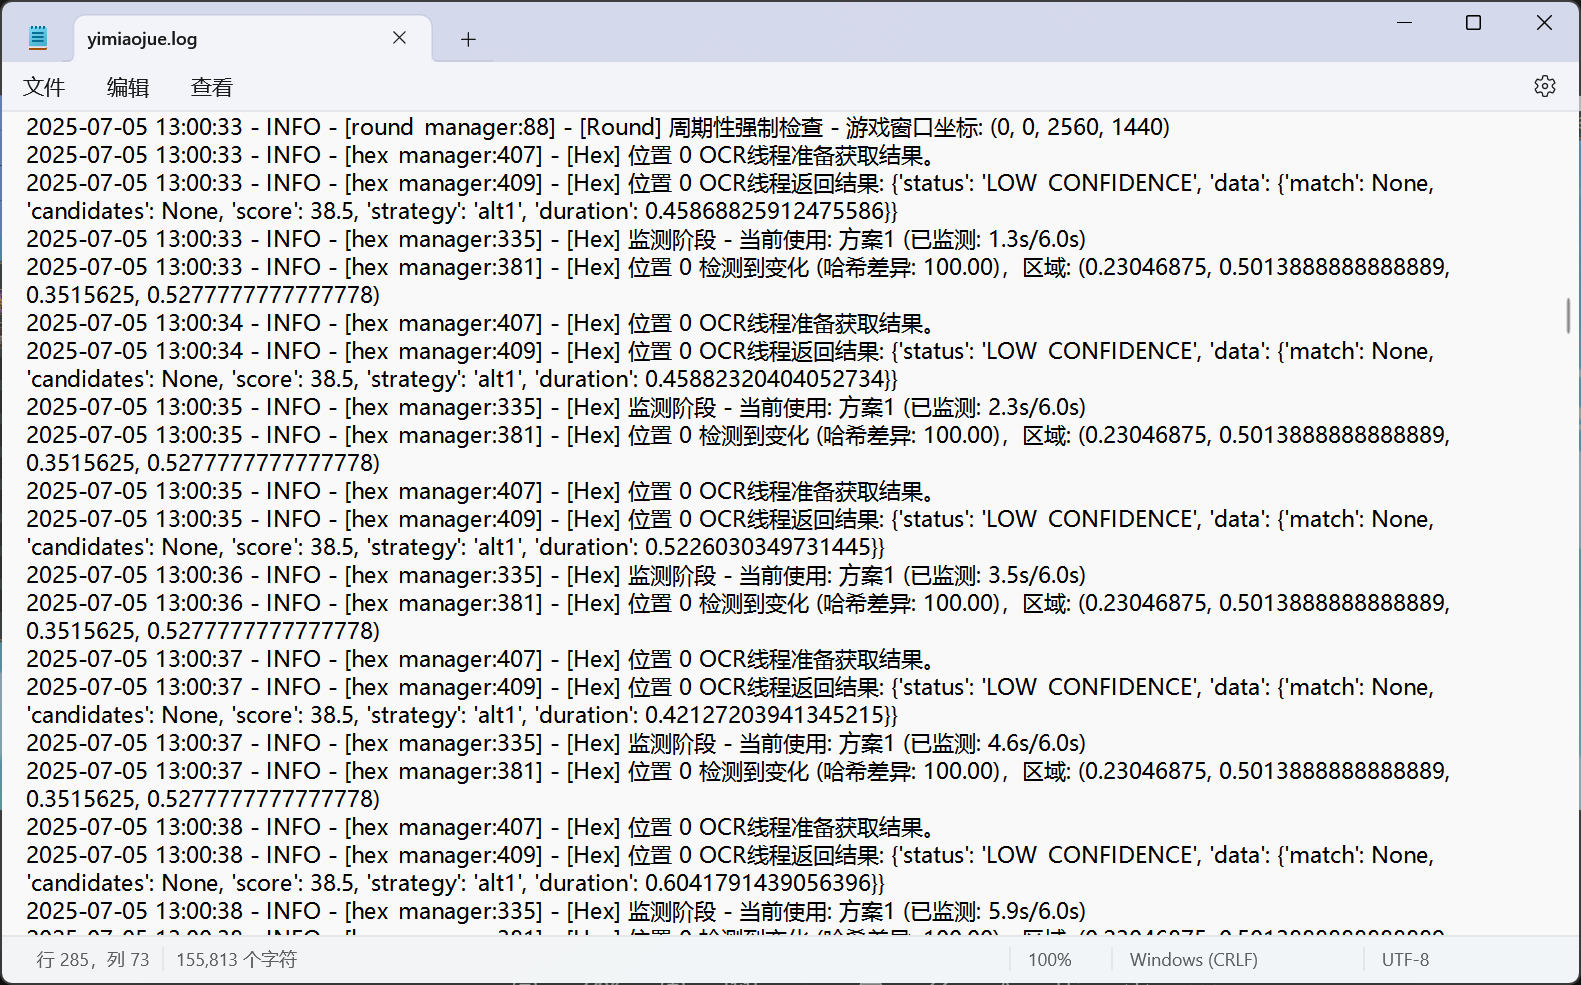 yimiaojue.log
文件 编辑 查看
2025-07-05 13:00:33 - INFO - [round manager:88] - [Round] 周期性强制检查 - 游戏窗口坐标: (0, 0, 2560, 1440)
2025-07-05 13:00:33 - INFO - [hex manager:407] - [Hex] 位置 0 OCR线程准备获取结果。
2025-07-05 13:00:33 - INFO - [hex manager:409] - [Hex] 位置 0 OCR线程返回结果: {'status': 'LOW CONFIDENCE', 'data': {'match': None,
'candidates': None, 'score': 38.5, 'strategy': 'alt1', 'duration': 0.45868825912475586}}
2025-07-05 13:00:33 - INFO - [hex manager:335] - [Hex] 监测阶段 - 当前使用: 方案1 (已监测: 1.3s/6.0s)
2025-07-05 13:00:33 - INFO - [hex manager:381] - [Hex] 位置 0 检测到变化 (哈希差异: 100.00)，区域: (0.23046875, 0.5013888888888889,
0.3515625, 0.5277777777777778)
2025-07-05 13:00:34 - INFO - [hex manager:407] - [Hex] 位置 0 OCR线程准备获取结果。
2025-07-05 13:00:34 - INFO - [hex manager:409] - [Hex] 位置 0 OCR线程返回结果: {'status': 'LOW CONFIDENCE', 'data': {'match': None,
'candidates': None, 'score': 38.5, 'strategy': 'alt1', 'duration': 0.45882320404052734}}
2025-07-05 13:00:35 - INFO - [hex manager:335] - [Hex] 监测阶段 - 当前使用: 方案1 (已监测: 2.3s/6.0s)
2025-07-05 13:00:35 - INFO - [hex manager:381] - [Hex] 位置 0 检测到变化 (哈希差异: 100.00)，区域: (0.23046875, 0.5013888888888889,
0.3515625, 0.5277777777777778)
2025-07-05 13:00:35 - INFO - [hex manager:407] - [Hex] 位置 0 OCR线程准备获取结果。
2025-07-05 13:00:35 - INFO - [hex manager:409] - [Hex] 位置 0 OCR线程返回结果: {'status': 'LOW CONFIDENCE', 'data': {'match': None,
'candidates': None, 'score': 38.5, 'strategy': 'alt1', 'duration': 0.5226030349731445}}
2025-07-05 13:00:36 - INFO - [hex manager:335] - [Hex] 监测阶段 - 当前使用: 方案1 (已监测: 3.5s/6.0s)
2025-07-05 13:00:36 - INFO - [hex manager:381] - [Hex] 位置 0 检测到变化 (哈希差异: 100.00)，区域: (0.23046875, 0.5013888888888889,
0.3515625, 0.5277777777777778)
2025-07-05 13:00:37 - INFO - [hex manager:407] - [Hex] 位置 0 OCR线程准备获取结果。
2025-07-05 13:00:37 - INFO - [hex manager:409] - [Hex] 位置 0 OCR线程返回结果: {'status': 'LOW CONFIDENCE', 'data': {'match': None,
'candidates': None, 'score': 38.5, 'strategy': 'alt1', 'duration': 0.42127203941345215}}
2025-07-05 13:00:37 - INFO - [hex manager:335] - [Hex] 监测阶段 - 当前使用: 方案1 (已监测: 4.6s/6.0s)
2025-07-05 13:00:37 - INFO - [hex manager:381] - [Hex] 位置 0 检测到变化 (哈希差异: 100.00)，区域: (0.23046875, 0.5013888888888889,
0.3515625, 0.5277777777777778)
2025-07-05 13:00:38 - INFO - [hex manager:407] - [Hex] 位置 0 OCR线程准备获取结果。
2025-07-05 13:00:38 - INFO - [hex manager:409] - [Hex] 位置 0 OCR线程返回结果: {'status': 'LOW CONFIDENCE', 'data': {'match': None,
'candidates': None, 'score': 38.5, 'strategy': 'alt1', 'duration': 0.6041791439056396}}
2025-07-05 13:00:38 - INFO - [hex manager:335] - [Hex] 监测阶段 - 当前使用: 方案1 (已监测: 5.9s/6.0s)
2025-07-05 13:00:38 - INFO - [hex manager:381] - [Hex] 位置 0 检测到变化 (哈希差异: 100.00)，区域: (0.23046875, 0.5013888888888889,
行 285，列 73 155,813 个字符 100% Windows (CRLF) UTF-8